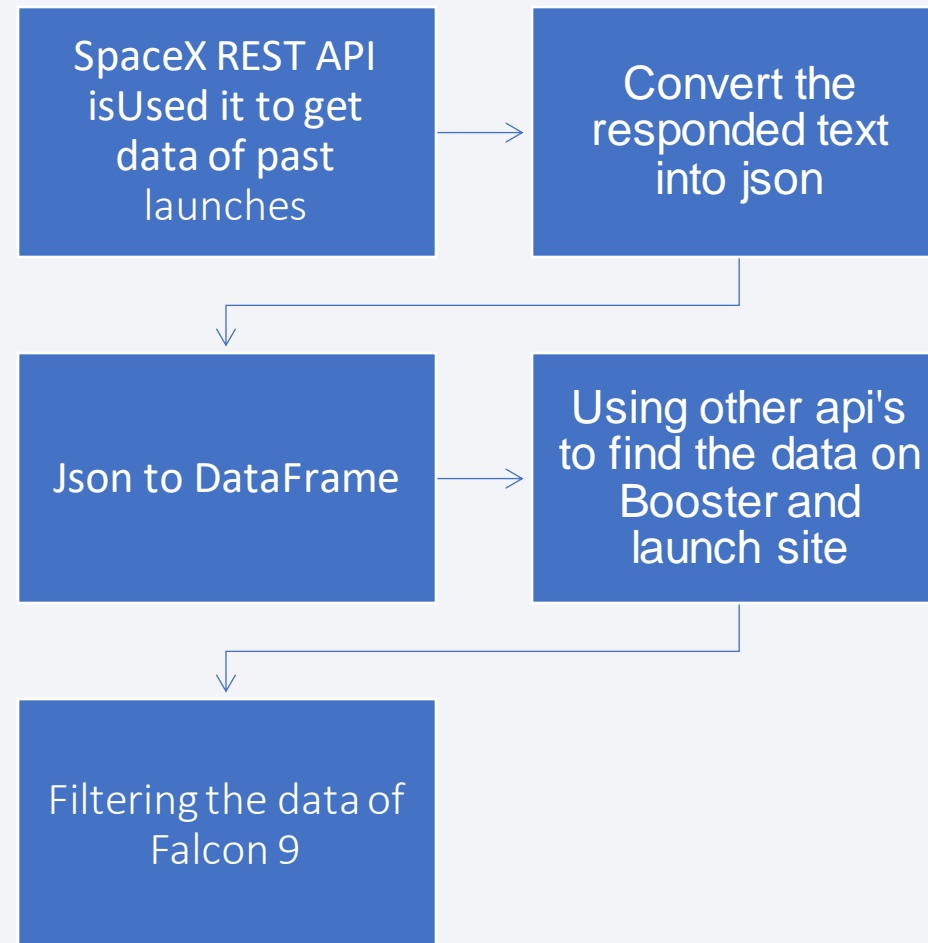 SpaceX REST API
isUsed it to get
data of past
launches
Convert the
responded text
into json
Json to DataFrame
Using other api's
to find the data on
Booster and
launch site
Filtering the data of
Falcon 9